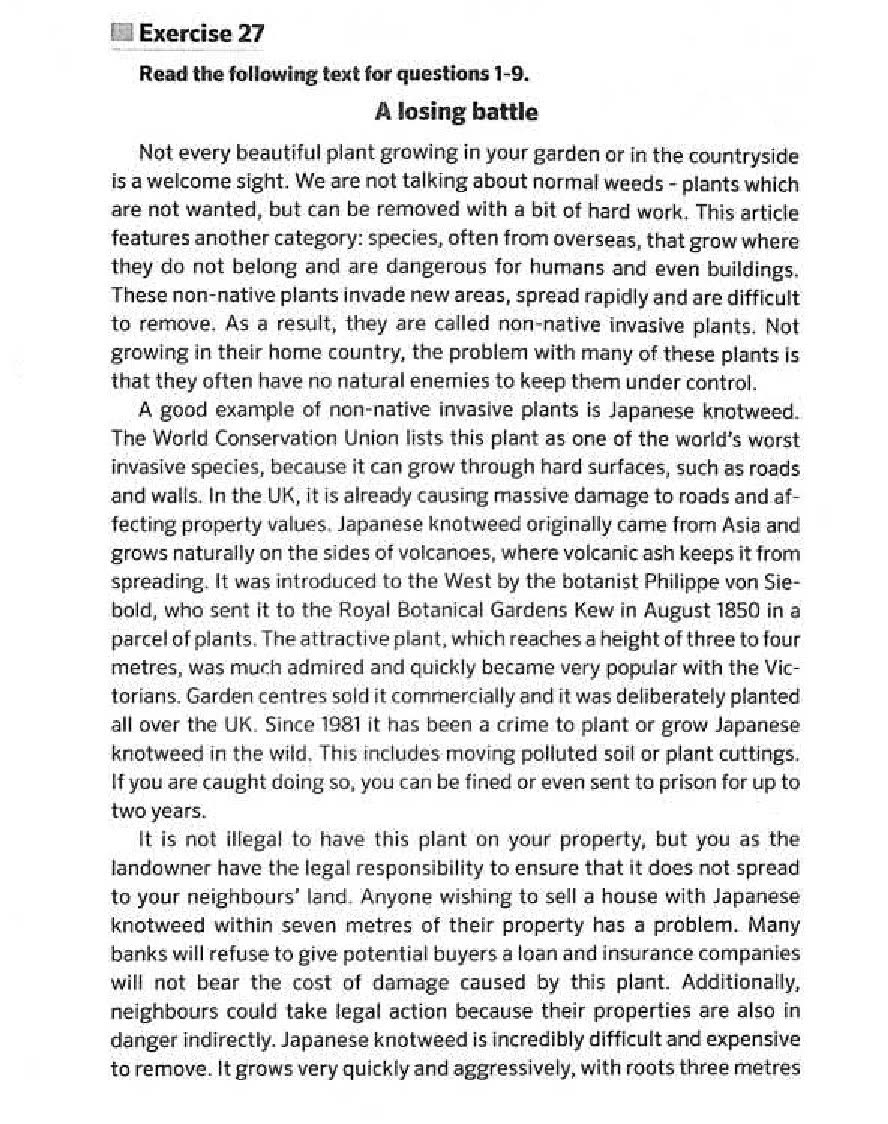 Exercise 27
Read the following text for questions 1-9.
A losing battle
Not every beautiful plant growing in your garden or in the countryside
is a welcome sight. We are not talking about normal weeds - plants which
are not wanted, but can be removed with a bit of hard work. This article
features another category: species, often from overseas, that grow where
they do not belong and are dangerous for humans and even buildings.
These non-native plants invade new areas, spread rapidly and are difficult
to remove. As a result, they are called non-native invasive plants. Not
growing in their home country, the problem with many of these plants is
that they often have no natural enemies to keep them under control.
A good example of non-native invasive plants is Japanese knotweed.
The World Conservation Union lists this plant as one of the world's worst
invasive species, because it can grow through hard surfaces, such as roads
and walls. In the UK, it is already causing massive damage to roads and af-
fecting property values. Japanese knotweed originally came from Asia and
grows naturally on the sides of volcanoes, where volcanic ash keeps it from
spreading. It was introduced to the West by the botanist Philippe von Sie-
bold, who sent it to the Royal Botanical Gardens Kew in August 1850 in a
parcel of plants. The attractive plant, which reaches a height of three to four
metres, was much admired and quickly became very popular with the Vic-
torians. Garden centres sold it commercially and it was deliberately planted
all over the UK. Since 1981 it has been a crime to plant or grow Japanese
knotweed in the wild. This includes moving polluted soil or plant cuttings.
If you are caught doing so, you can be fined or even sent to prison for up to
two years.
It is not illegal to have this plant on your property, but you as the
landowner have the legal responsibility to ensure that it does not spread
to your neighbours' land. Anyone wishing to sell a house with Japanese
knotweed within seven metres of their property has a problem. Many
banks will refuse to give potential buyers a loan and insurance companies
will not bear the cost of damage caused by this plant. Additionally,
neighbours could take legal action because their properties are also in
danger indirectly. Japanese knotweed is incredibly difficult and expensive
to remove. It grows very quickly and aggressively, with roots three metres